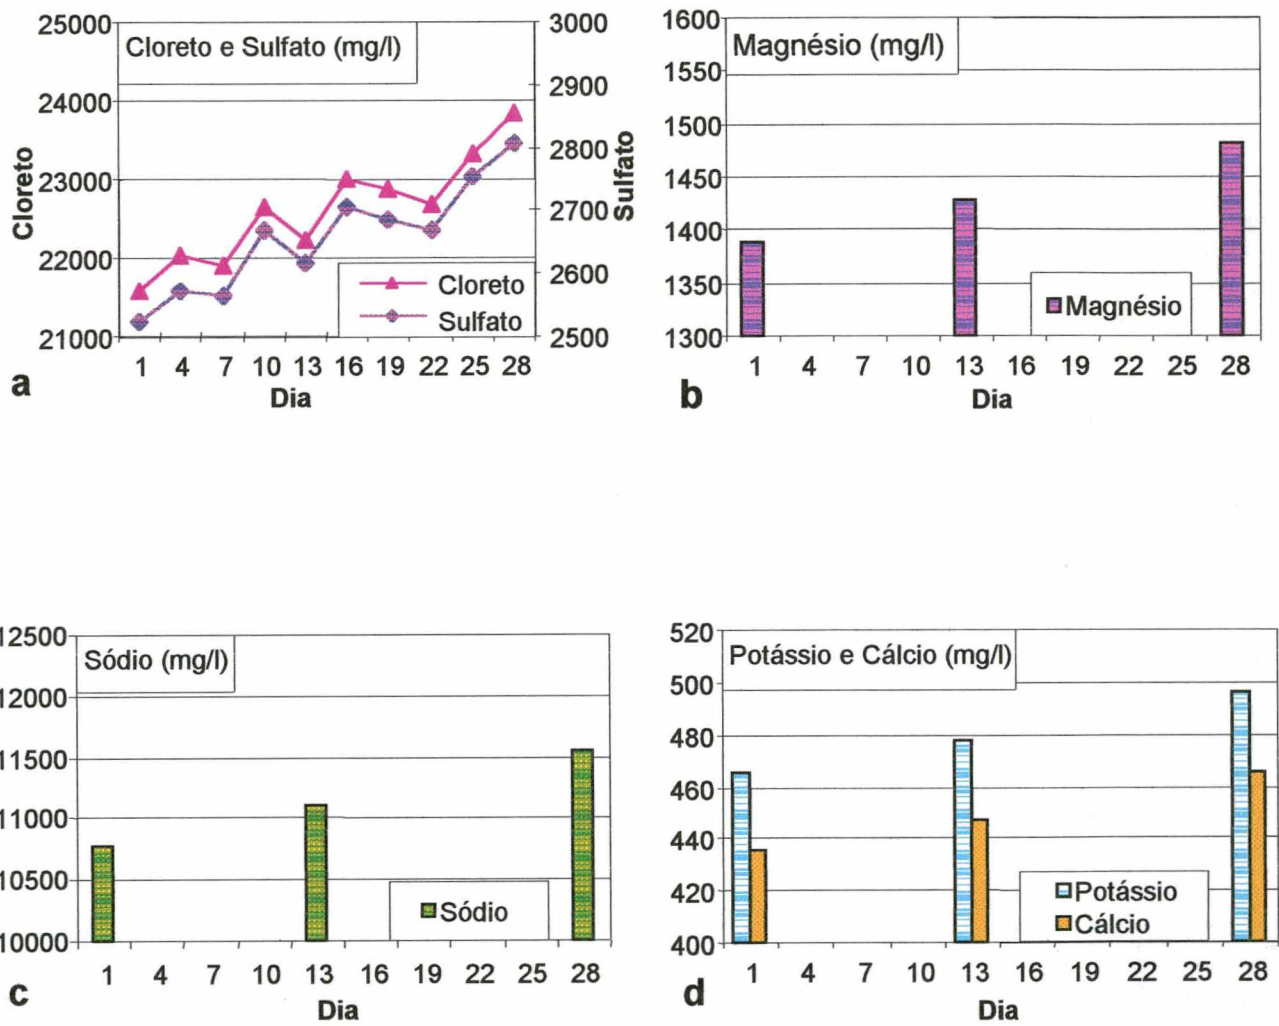 Cloreto e Sulfato (mg/l)
25000
24000
23000
22000
21000
Cloreto
3000
2900
2800
2700
2600
2500
Sulfato
Cloreto
Sulfato
1 4 7 10 13 16 19 22 25 28
Dia
a
Magnésio (mg/l)
1600
1550
1500
1450
1400
1350
1300
Magnésio
1 4 7 10 13 16 19 22 25 28
Dia
b
Sódio (mg/l)
12500
12000
11500
11000
10500
10000
Sódio
1 4 7 10 13 16 19 22 25 28
Dia
c
Potássio e Cálcio (mg/l)
520
500
480
460
440
420
400
Potássio
Cálcio
1 4 7 10 13 16 19 22 25 28
Dia
d